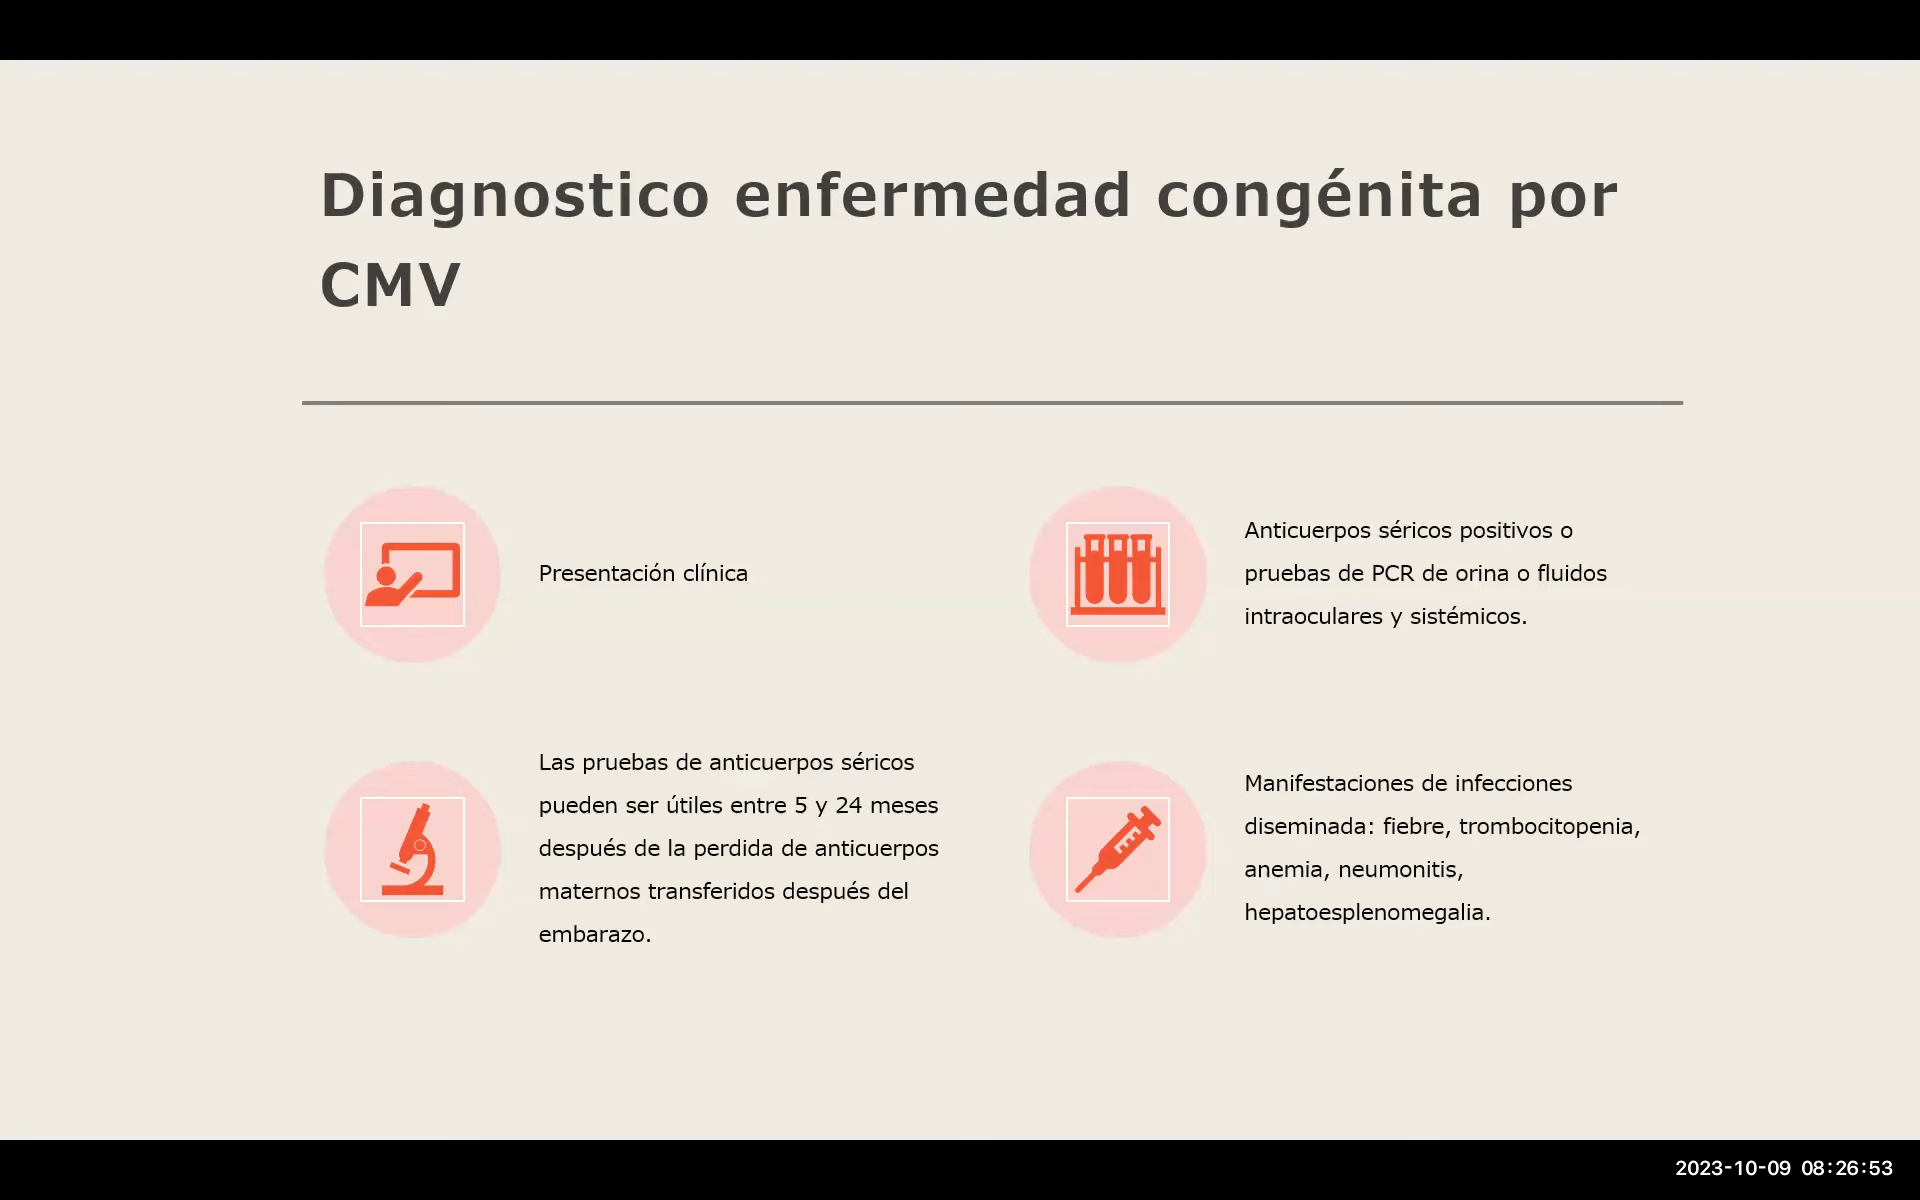 Diagnostico enfermedad congénita por
CMV
Presentación clínica
Anticuerpos séricos positivos o
pruebas de PCR de orina o fluidos
intraoculares y sistémicos.
Las pruebas de anticuerpos séricos
pueden ser útiles entre 5 y 24 meses
después de la perdida de anticuerpos
maternos transferidos después del
embarazo.
Manifestaciones de infecciones
diseminada: fiebre, trombocitopenia,
anemia, neumonitis,
hepatoesplenomegalia.
2023-10-09 08:26:53